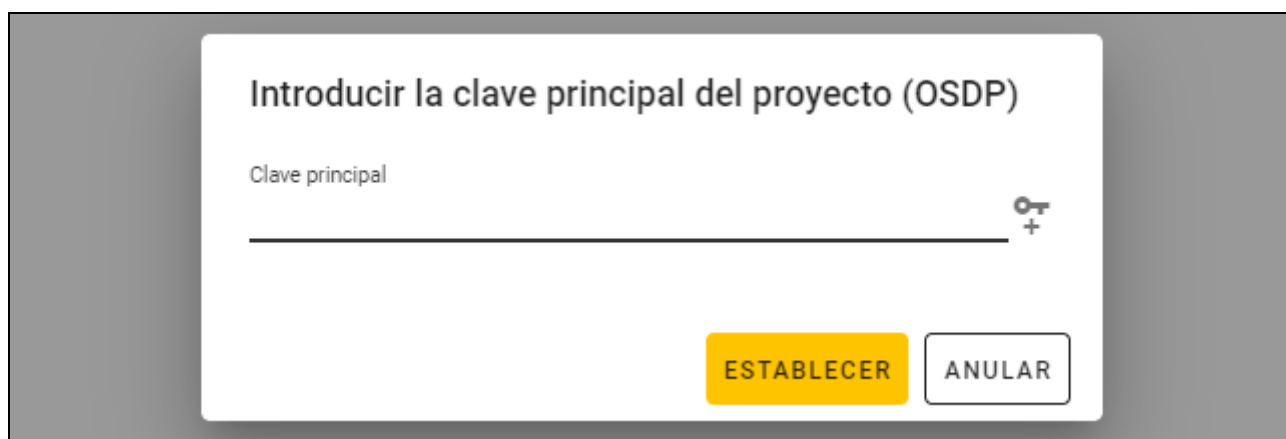 Introducir la clave principal del proyecto (OSDP)
Clave principal
ESTABLECER
ANULAR